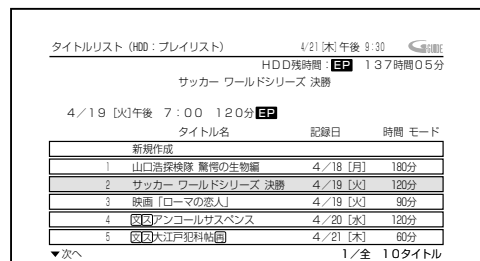 タイトルリスト（HDD：プレイリスト） 4/21[木]午後 9:30 GGUIDE
HDD残時間：EP 137時間05分
サッカー ワールドシリーズ 決勝
4／19［火］午後 7：00 120分EP
タイトル名 記録日 時間 モード
新規作成
1 山口浩探検隊 驚愕の生物編 4／18［月］ 180分
2 サッカー ワールドシリーズ 決勝 4／19［火］ 120分
3 映画「ローマの恋人」 4／19［火］ 90分
4 文ス アンコールサスペンス 4／20［水］ 120分
5 文ス 大江戸犯科帖画 4／21［木］ 60分
▼次へ 1／全 10タイトル